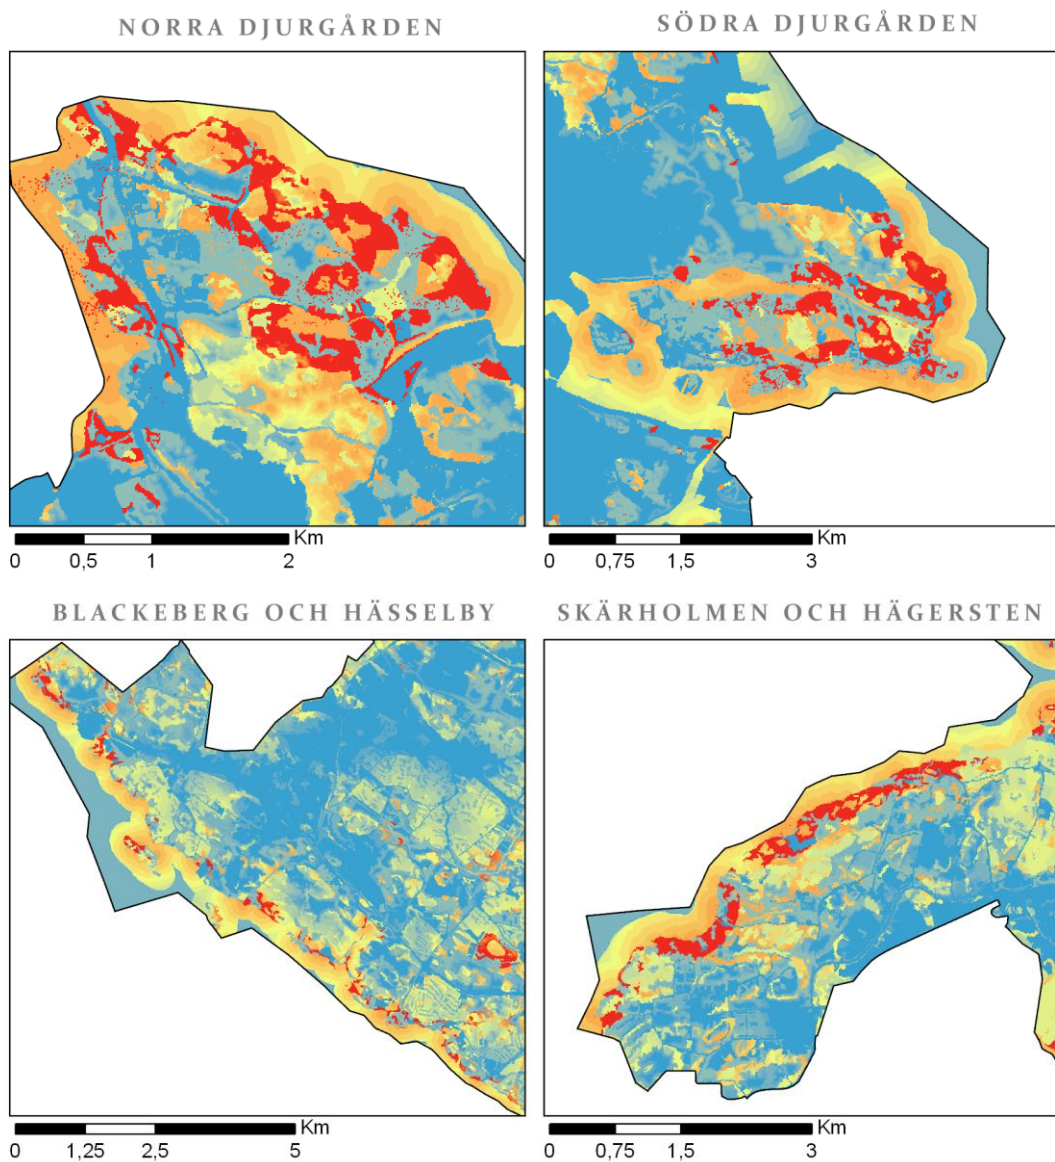 NORRA DJURGÅRDEN
SÖDRA DJURGÅRDEN
Km
0 0,5 1 2
Km
0 0,75 1,5 3
BLACKEBERG OCH HÄSSELBY
SKÄRHOLMEN OCH HÄGERSTEN
Km
0 1,25 2,5 5
Km
0 0,75 1,5 3